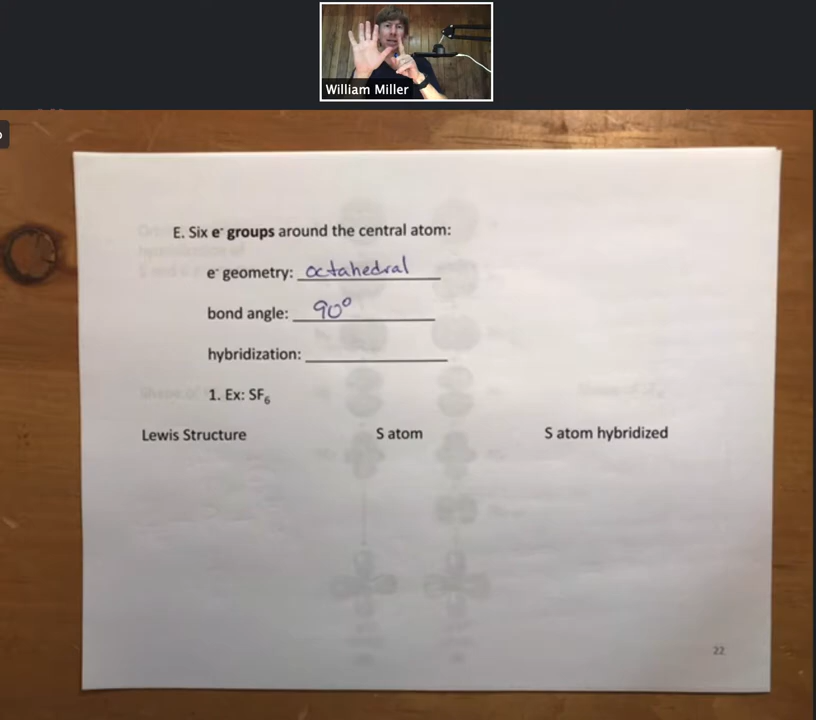 William Miller
E. Six e⁻ groups around the central atom:
e⁻ geometry: octahedral
bond angle: 90°
hybridization:
1. Ex: SF₆
Lewis Structure S atom S atom hybridized
22